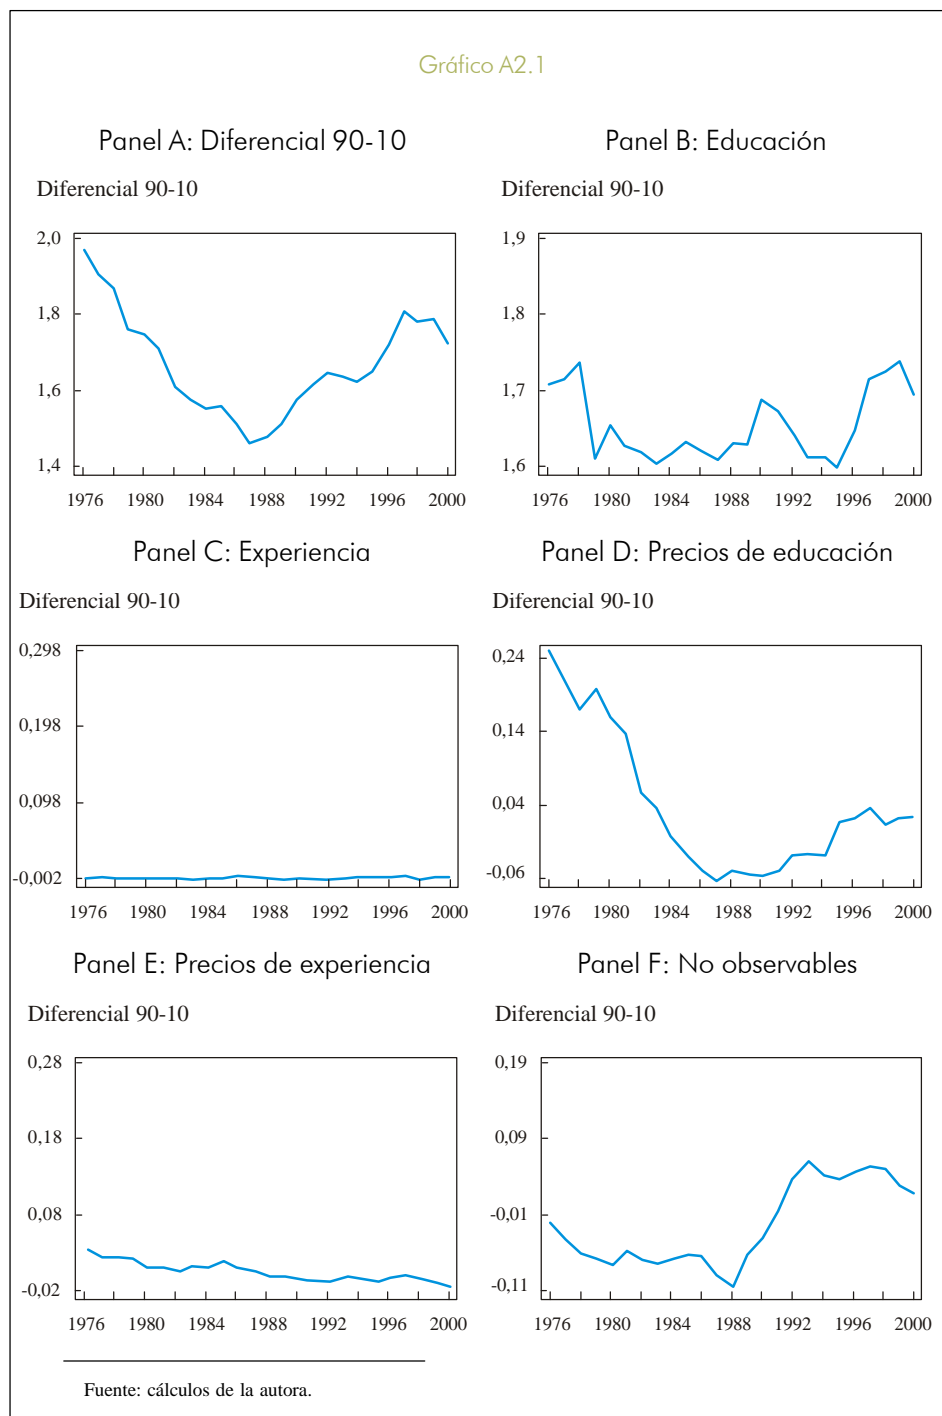 Gráfico A2.1
Panel A: Diferencial 90-10
Diferencial 90-10
2,0
1,8
1,6
1,4
1976 1980 1984 1988 1992 1996 2000
Panel B: Educación
Diferencial 90-10
1,9
1,8
1,7
1,6
1976 1980 1984 1988 1992 1996 2000
Panel C: Experiencia
Diferencial 90-10
0,298
0,198
0,098
-0,002
1976 1980 1984 1988 1992 1996 2000
Panel D: Precios de educación
Diferencial 90-10
0,24
0,14
0,04
-0,06
1976 1980 1984 1988 1992 1996 2000
Panel E: Precios de experiencia
Diferencial 90-10
0,28
0,18
0,08
-0,02
1976 1980 1984 1988 1992 1996 2000
Panel F: No observables
Diferencial 90-10
0,19
0,09
-0,01
-0,11
1976 1980 1984 1988 1992 1996 2000
Fuente: cálculos de la autora.